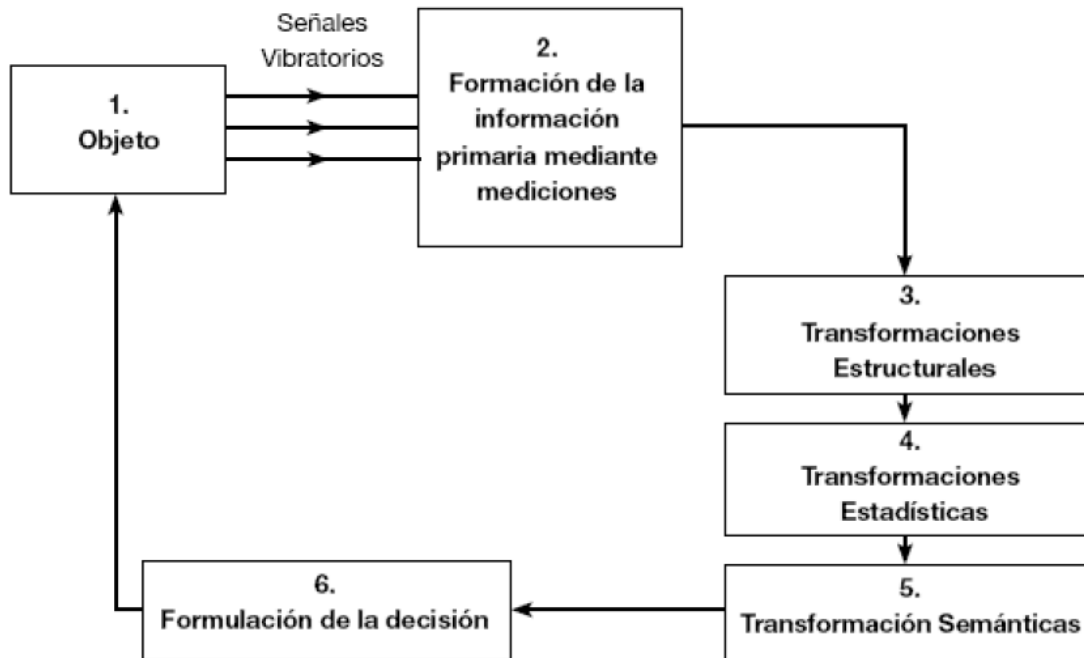 Señales
Vibratorios
1.
Objeto
2.
Formación de la
información
primaria mediante
mediciones
3.
Transformaciones
Estructurales
4.
Transformaciones
Estadísticas
5.
Transformación Semánticas
6.
Formulación de la decisión